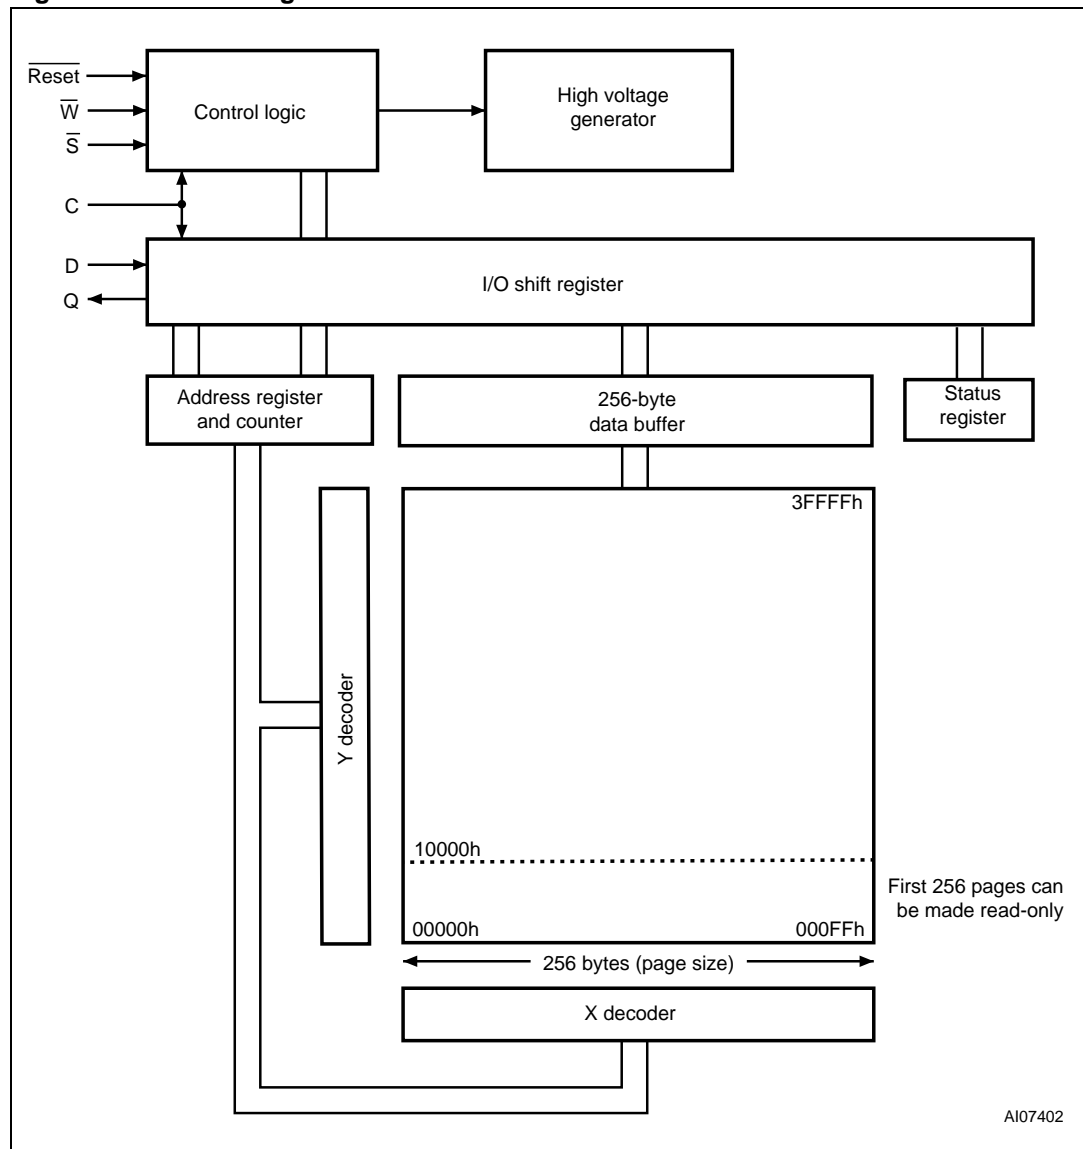 Reset
W
S
C
D
Q
Control logic
High voltage
generator
I/O shift register
Address register
and counter
256-byte
data buffer
Status
register
3FFFFh
Y decoder
10000h
First 256 pages can
be made read-only
00000h
000FFh
256 bytes (page size)
X decoder
AI07402